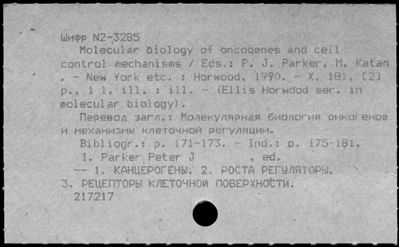 Шифр N2-3285
Molecular biology of oncogenes and cell
control mechanisms / Eds.: P. J. Parker, M. Katan
. - New York etc. : Horwood, 1990. - X, 181, [2]
p., 1 l. ill. : ill. - (Ellis Horwood ser. in
molecular biology).
Перевод загл.: Молекулярная биология онкогенов
и механизмы клеточной регуляции.
Bibliogr.: p. 171-173. - Ind.: p. 175-181.
I. Parker Peter J , ed.
-- 1. КАНЦЕРОГЕНЫ. 2. РОСТА РЕГУЛЯТОРЫ.
3. РЕЦЕПТОРЫ КЛЕТОЧНОЙ ПОВЕРХНОСТИ.
217217